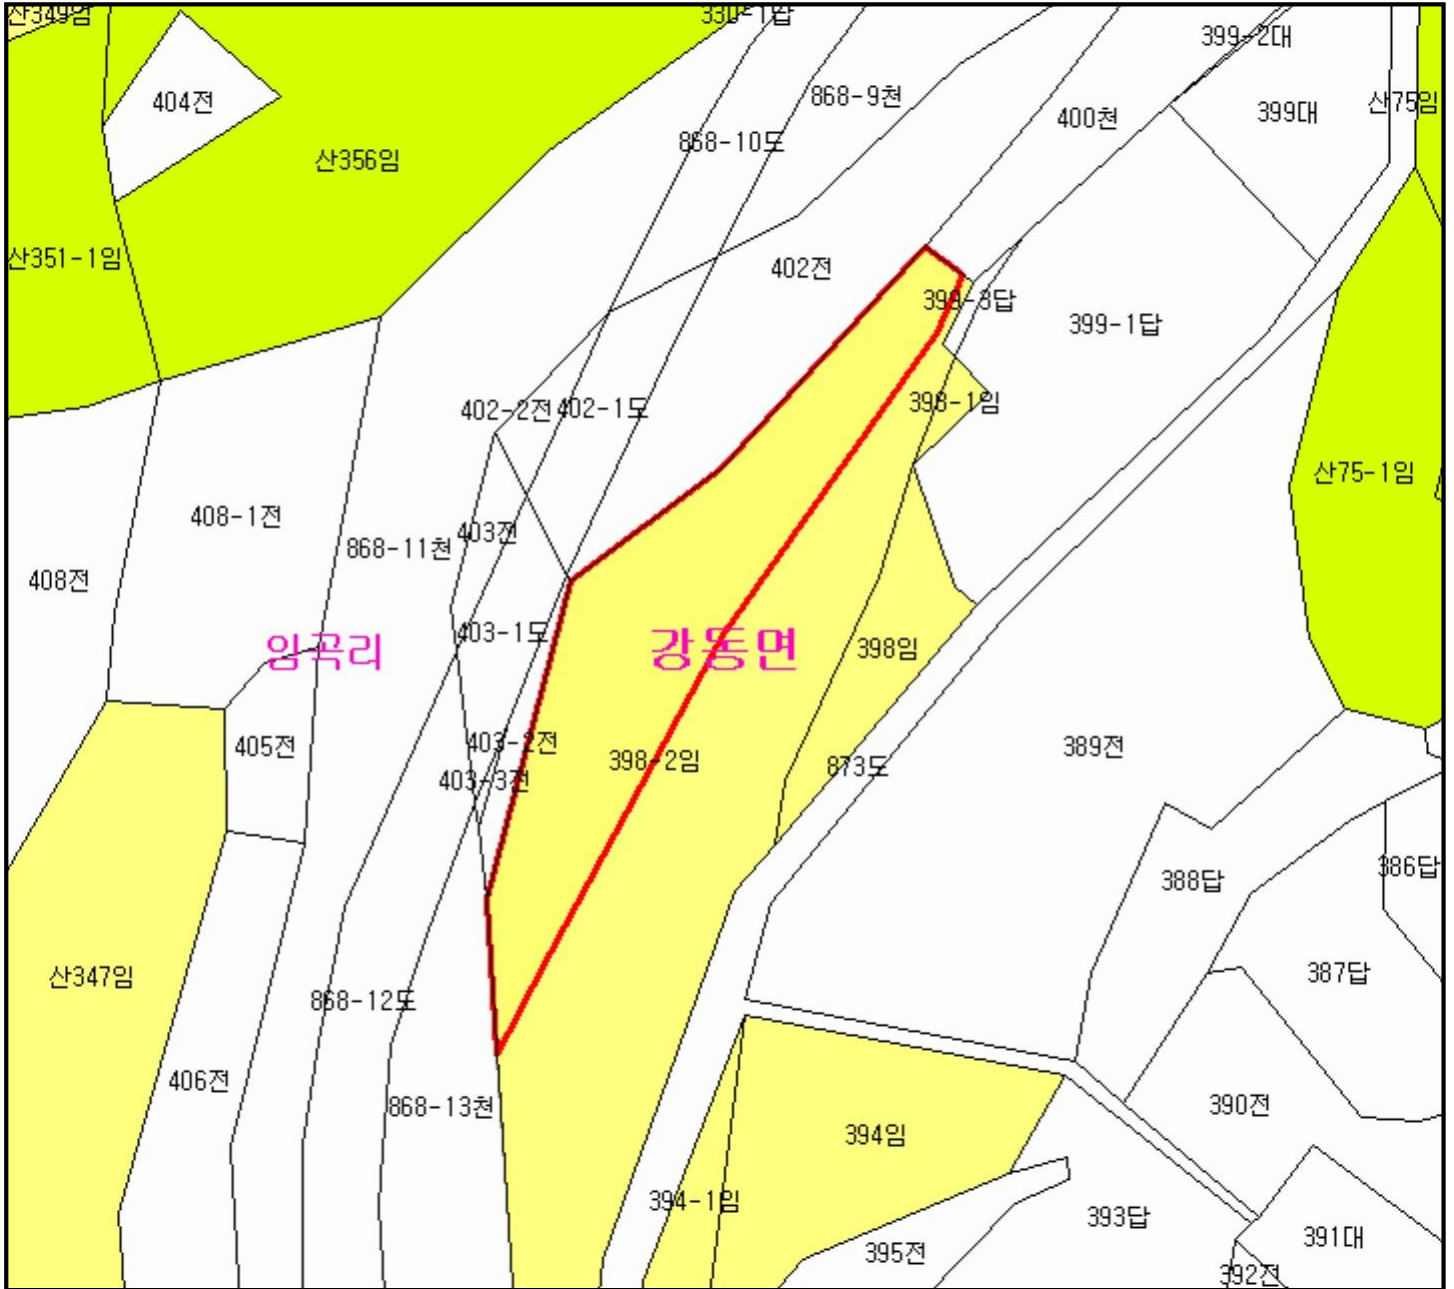 산349임
330-1답
399-2대
404전
868-9천
산75임
399대
400천
868-10도
산356임
산351-1임
402전
399-3답
399-1답
402-2전
402-1도
398-1임
산75-1임
408-1전
403전
868-11천
408전
403-1도
임곡리
강동면
398임
405전
403-2전
389전
398-2임
873도
403-3전
386답
388답
산347임
387답
868-12도
406전
868-13천
390전
394임
394-1임
393답
391대
395전
392전